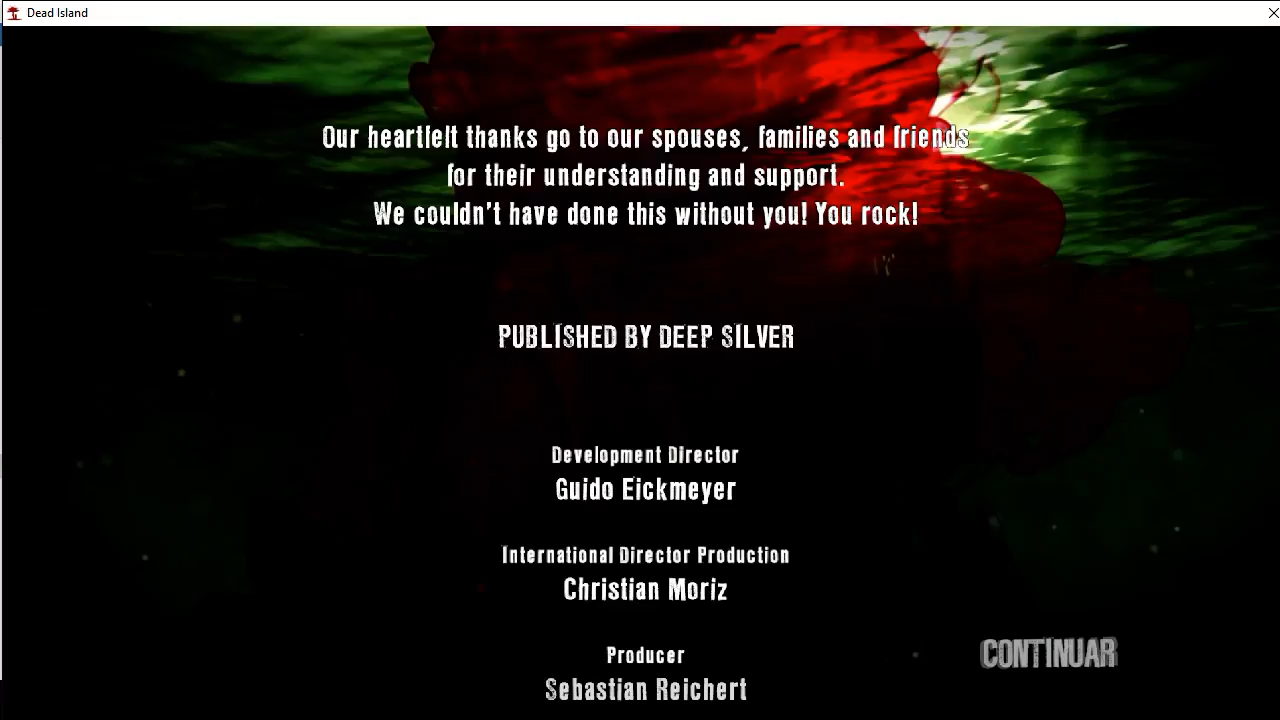 Dead Island
Our heartfelt thanks go to our spouses, families and friends
for their understanding and support.
We couldn't have done this without you! You rock!
PUBLISHED BY DEEP SILVER
Development Director
Guido Eickmeyer
International Director Production
Christian Moriz
Producer
Sebastian Reichert
CONTINUAR